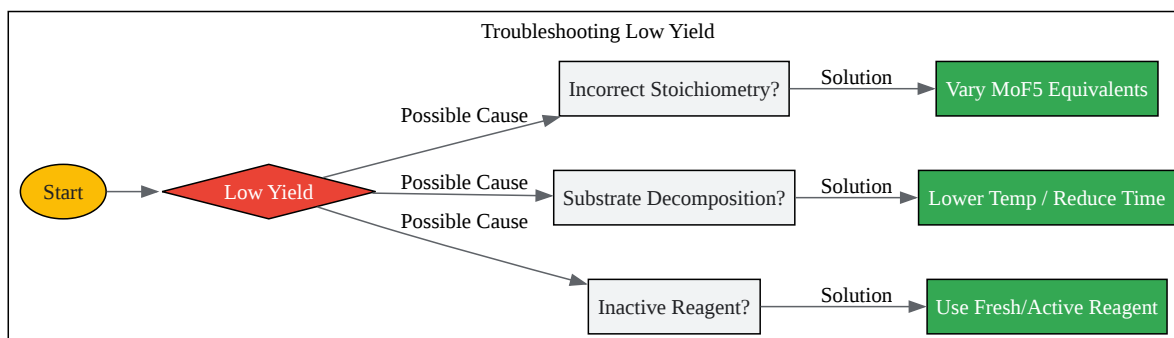 Troubleshooting Low Yield
Incorrect Stoichiometry?
Solution
Vary MoF5 Equivalents
Possible Cause
Start
Low Yield
Possible Cause
Substrate Decomposition?
Solution
Lower Temp / Reduce Time
Possible Cause
Inactive Reagent?
Solution
Use Fresh/Active Reagent